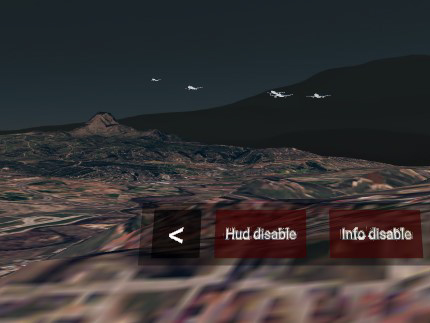 <
Hud disable
Info disable